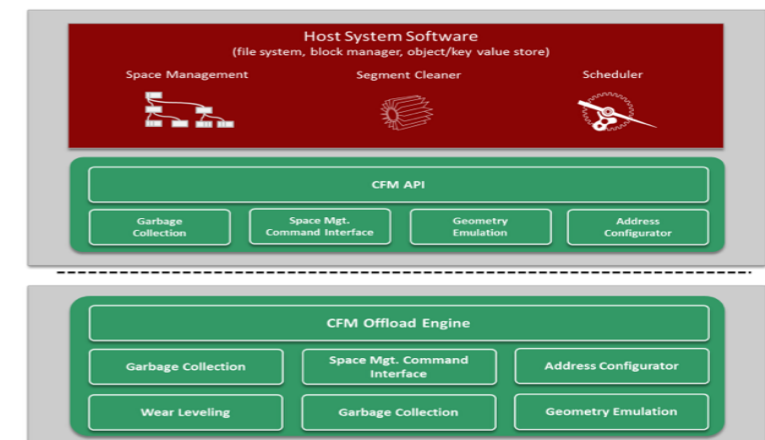 Host System Software
(file system, block manager, object/key value store)
Space Management
Segment Cleaner
Scheduler
CFM API
Garbage
Collection
Space Mgt.
Command Interface
Geometry
Emulation
Address
Configurator
CFM Offload Engine
Garbage Collection
Space Mgt. Command
Interface
Address Configurator
Wear Leveling
Garbage Collection
Geometry Emulation